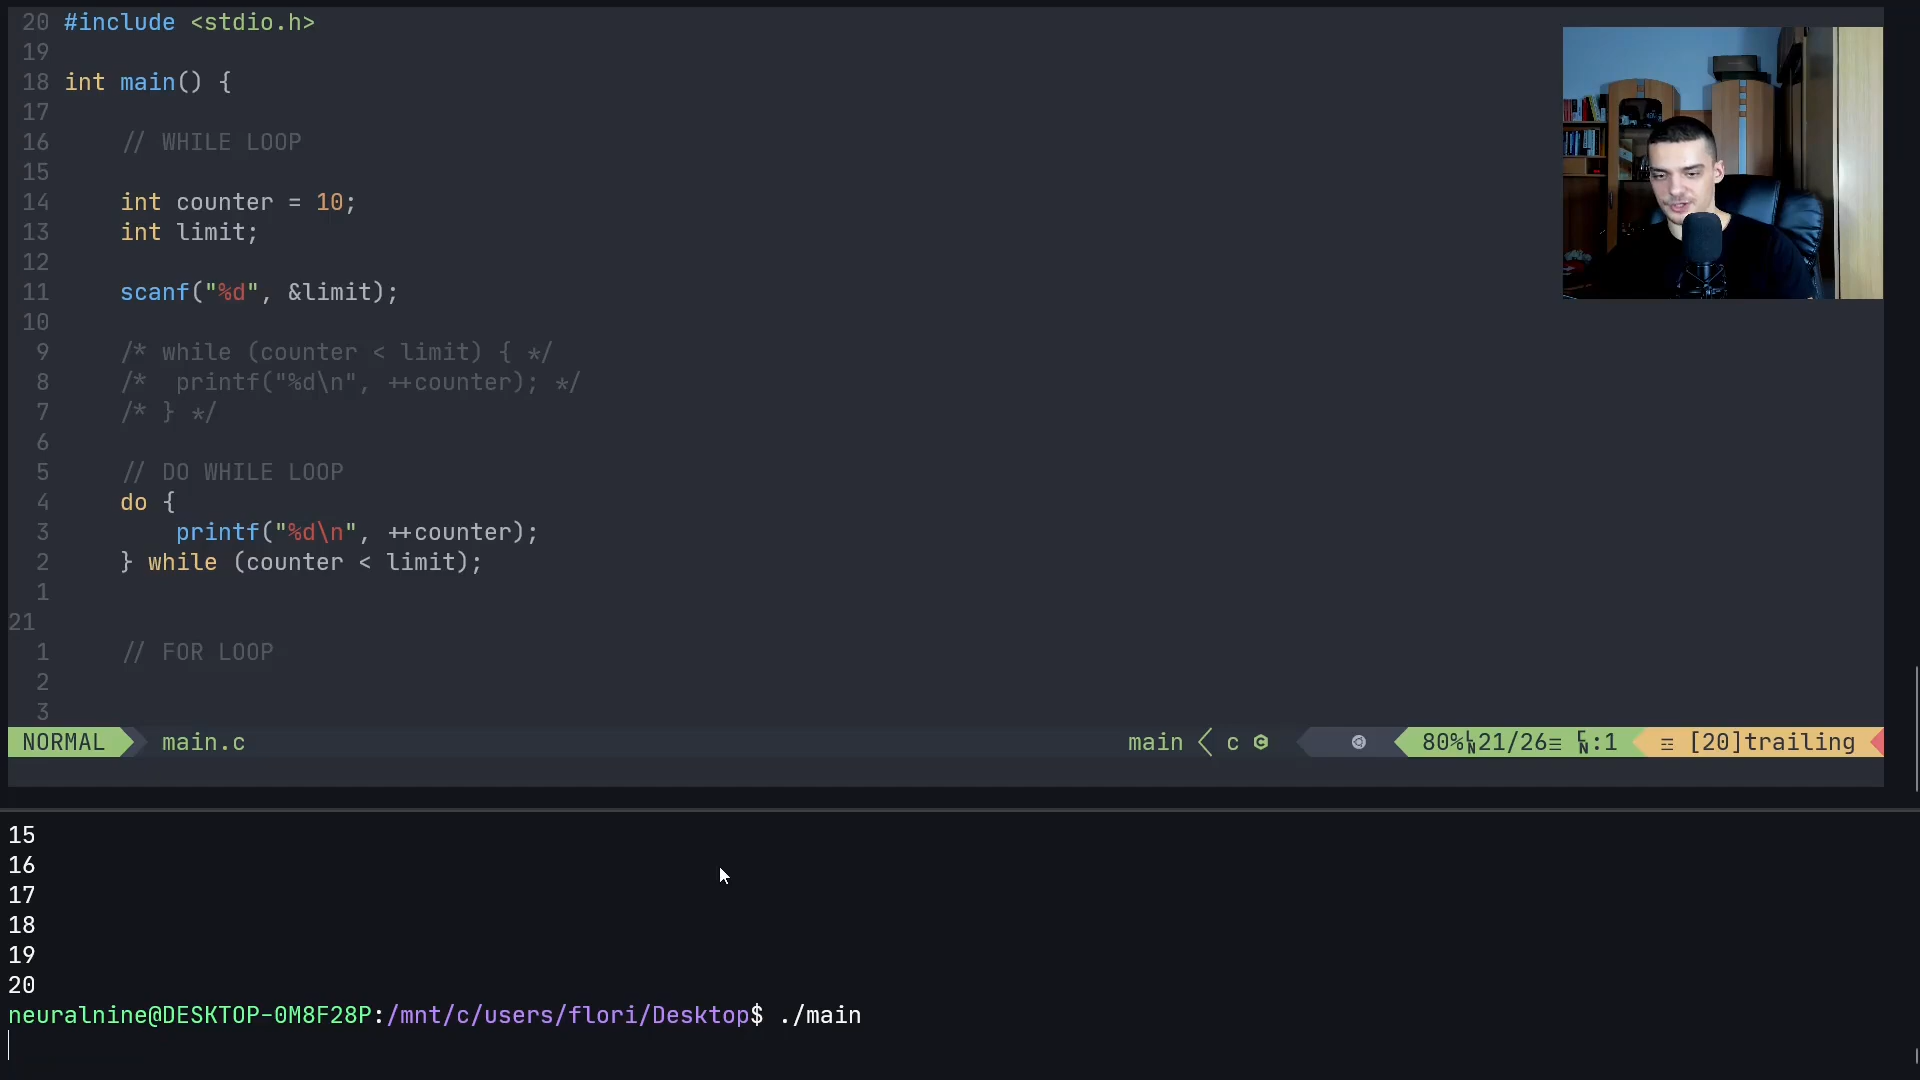 20 #include <stdio.h>
19
18 int main() {
17
16 // WHILE LOOP
15
14 int counter = 10;
13 int limit;
12
11 scanf("%d", &limit);
10
9 /* while (counter < limit) { */
8 /*  printf("%d\n", ++counter); */
7 /* } */
6
5 // DO WHILE LOOP
4 do {
3 printf("%d\n", ++counter);
2 } while (counter < limit);
1
21
1 // FOR LOOP
2
3
NORMAL main.c main c 80% LN 21/26≡ CN:1 ☲ [20]trailing
15
16
17
18
19
20
neuralnine@DESKTOP-0M8F28P:/mnt/c/users/flori/Desktop$ ./main